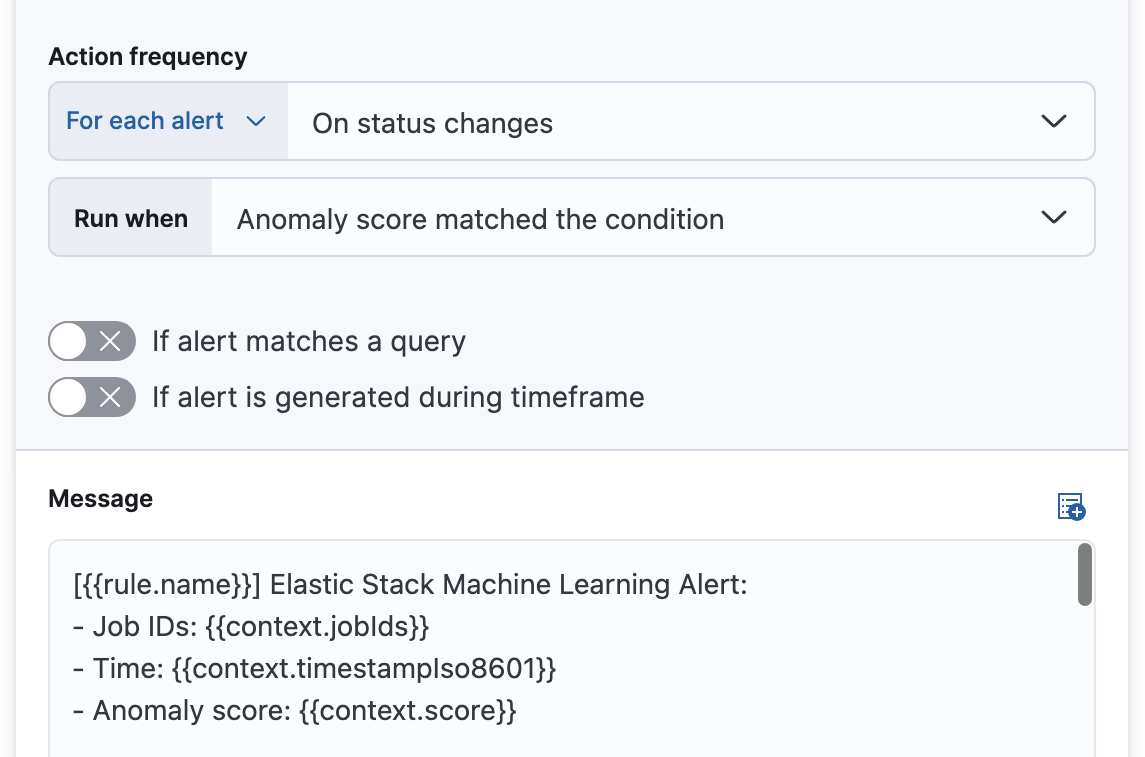 Action frequency
For each alert On status changes
Run when Anomaly score matched the condition
If alert matches a query
If alert is generated during timeframe
Message
[{{rule.name}}] Elastic Stack Machine Learning Alert:
- Job IDs: {{context.jobIds}}
- Time: {{context.timestampIso8601}}
- Anomaly score: {{context.score}}